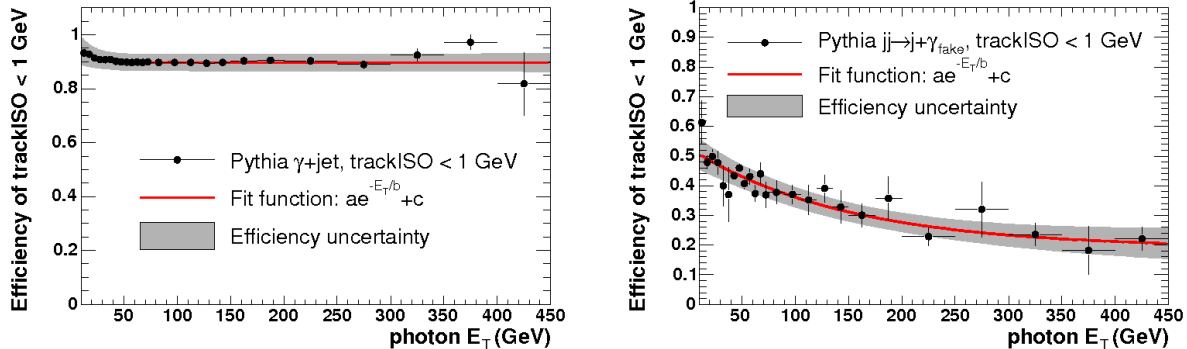 Efficiency of trackISO < 1 GeV
1
0.8
0.6
0.4
0.2
0
Pythia γ+jet, trackISO < 1 GeV
Fit function: ae^{-E_T/b}+c
Efficiency uncertainty
50 100 150 200 250 300 350 400 450
photon E_T (GeV)
Efficiency of trackISO < 1 GeV
1
0.9
0.8
0.7
0.6
0.5
0.4
0.3
0.2
0.1
0
Pythia jj→j+γ_{fake}, trackISO < 1 GeV
Fit function: ae^{-E_T/b}+c
Efficiency uncertainty
50 100 150 200 250 300 350 400 450
photon E_T (GeV)